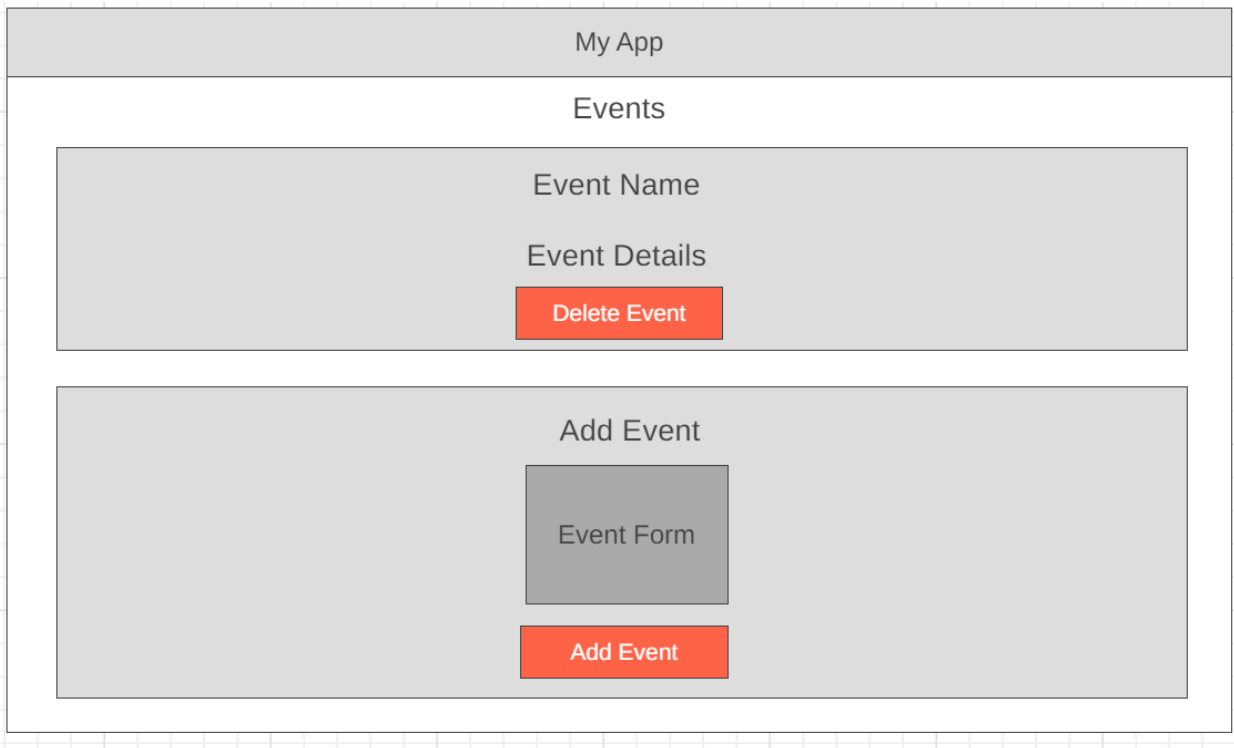 My App
Events
Event Name
Event Details
Delete Event
Add Event
Event Form
Add Event